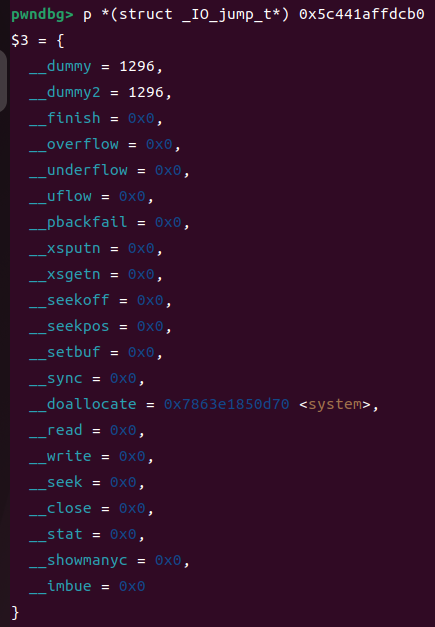 pwndbg> p *(struct _IO_jump_t*) 0x5c441affdcb0
$3 = {
  __dummy = 1296,
  __dummy2 = 1296,
  __finish = 0x0,
  __overflow = 0x0,
  __underflow = 0x0,
  __uflow = 0x0,
  __pbackfail = 0x0,
  __xsputn = 0x0,
  __xsgetn = 0x0,
  __seekoff = 0x0,
  __seekpos = 0x0,
  __setbuf = 0x0,
  __sync = 0x0,
  __doallocate = 0x7863e1850d70 <system>,
  __read = 0x0,
  __write = 0x0,
  __seek = 0x0,
  __close = 0x0,
  __stat = 0x0,
  __showmanyc = 0x0,
  __imbue = 0x0
}